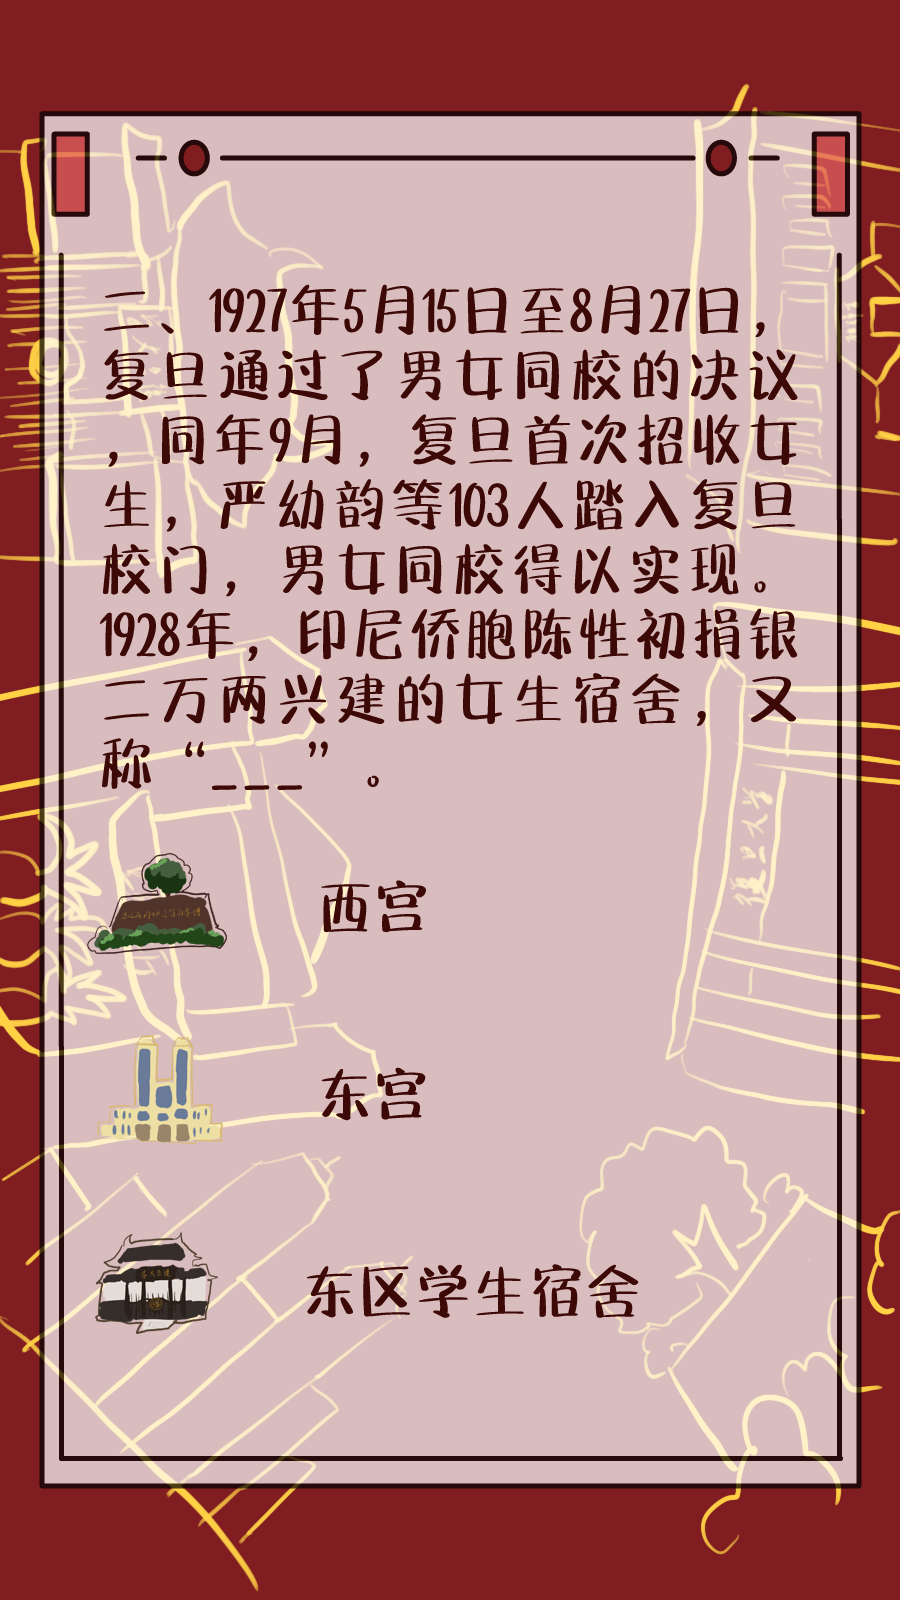 二、1927年5月15日至8月27日，
复旦通过了男女同校的决议
，同年9月，复旦首次招收女
生，严幼韵等103人踏入复旦
校门，男女同校得以实现。
1928年，印尼侨胞陈性初捐银
二万两兴建的女生宿舍，又
称“___”。
復旦大学
西宫
东宫
东区学生宿舍